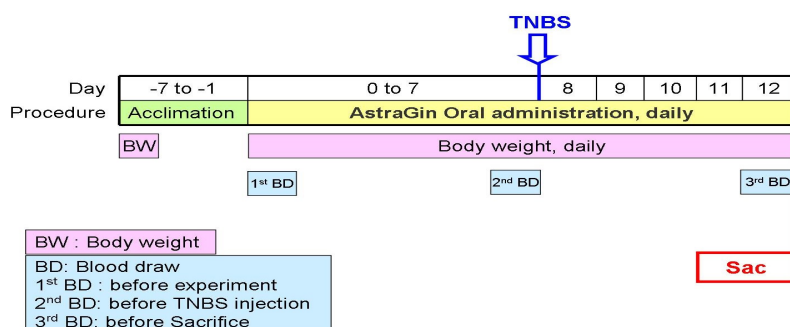 TNBS
Day -7 to -1 0 to 7 8 9 10 11 12
Procedure Acclimation AstraGin Oral administration, daily
BW Body weight, daily
1st BD 2nd BD 3rd BD
BW : Body weight
BD: Blood draw
1st BD : before experiment
2nd BD: before TNBS injection
3rd BD: before Sacrifice
Sac